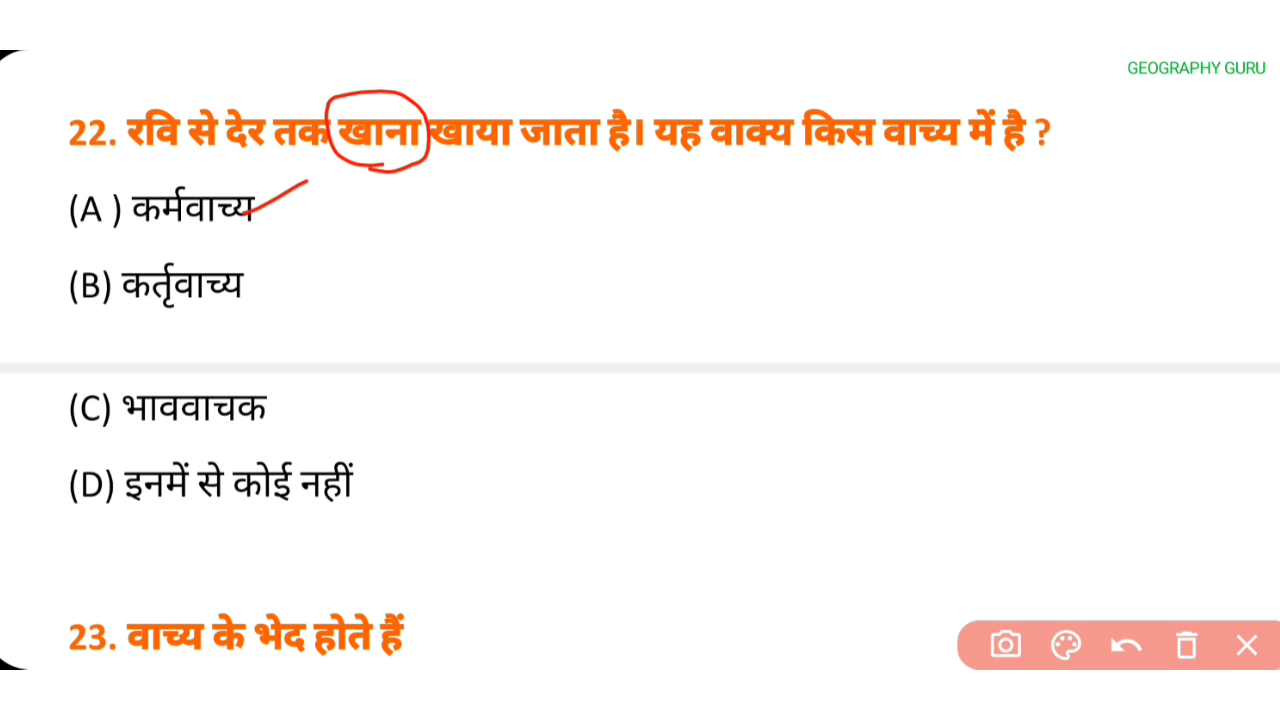 GEOGRAPHY GURU
22. रवि से देर तक खाना खाया जाता है। यह वाक्य किस वाच्य में है ?
(A ) कर्मवाच्य
(B) कर्तृवाच्य
(C) भाववाचक
(D) इनमें से कोई नहीं
23. वाच्य के भेद होते हैं